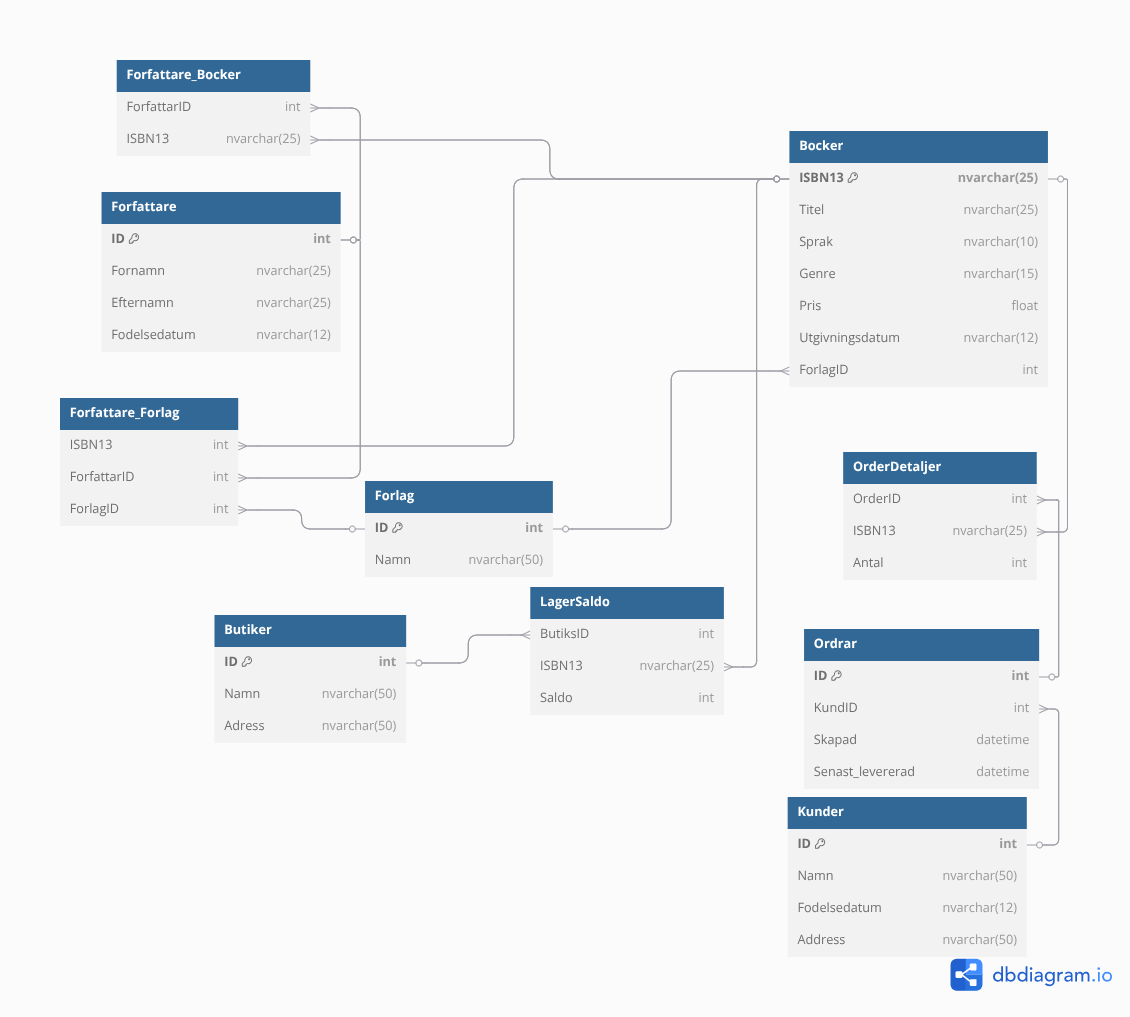 Forfattare_Bocker
ForfattarID int
ISBN13 nvarchar(25)
Forfattare
ID int
Fornamn nvarchar(25)
Efternamn nvarchar(25)
Fodelsedatum nvarchar(12)
Bocker
ISBN13 nvarchar(25)
Titel nvarchar(25)
Sprak nvarchar(10)
Genre nvarchar(15)
Pris float
Utgivningsdatum nvarchar(12)
ForlagID int
Forfattare_Forlag
ISBN13 int
ForfattarID int
ForlagID int
Forlag
ID int
Namn nvarchar(50)
OrderDetaljer
OrderID int
ISBN13 nvarchar(25)
Antal int
Butiker
ID int
Namn nvarchar(50)
Adress nvarchar(50)
LagerSaldo
ButiksID int
ISBN13 nvarchar(25)
Saldo int
Ordrar
ID int
KundID int
Skapad datetime
Senast_levererad datetime
Kunder
ID int
Namn nvarchar(50)
Fodelsedatum nvarchar(12)
Address nvarchar(50)
dbdiagram.io